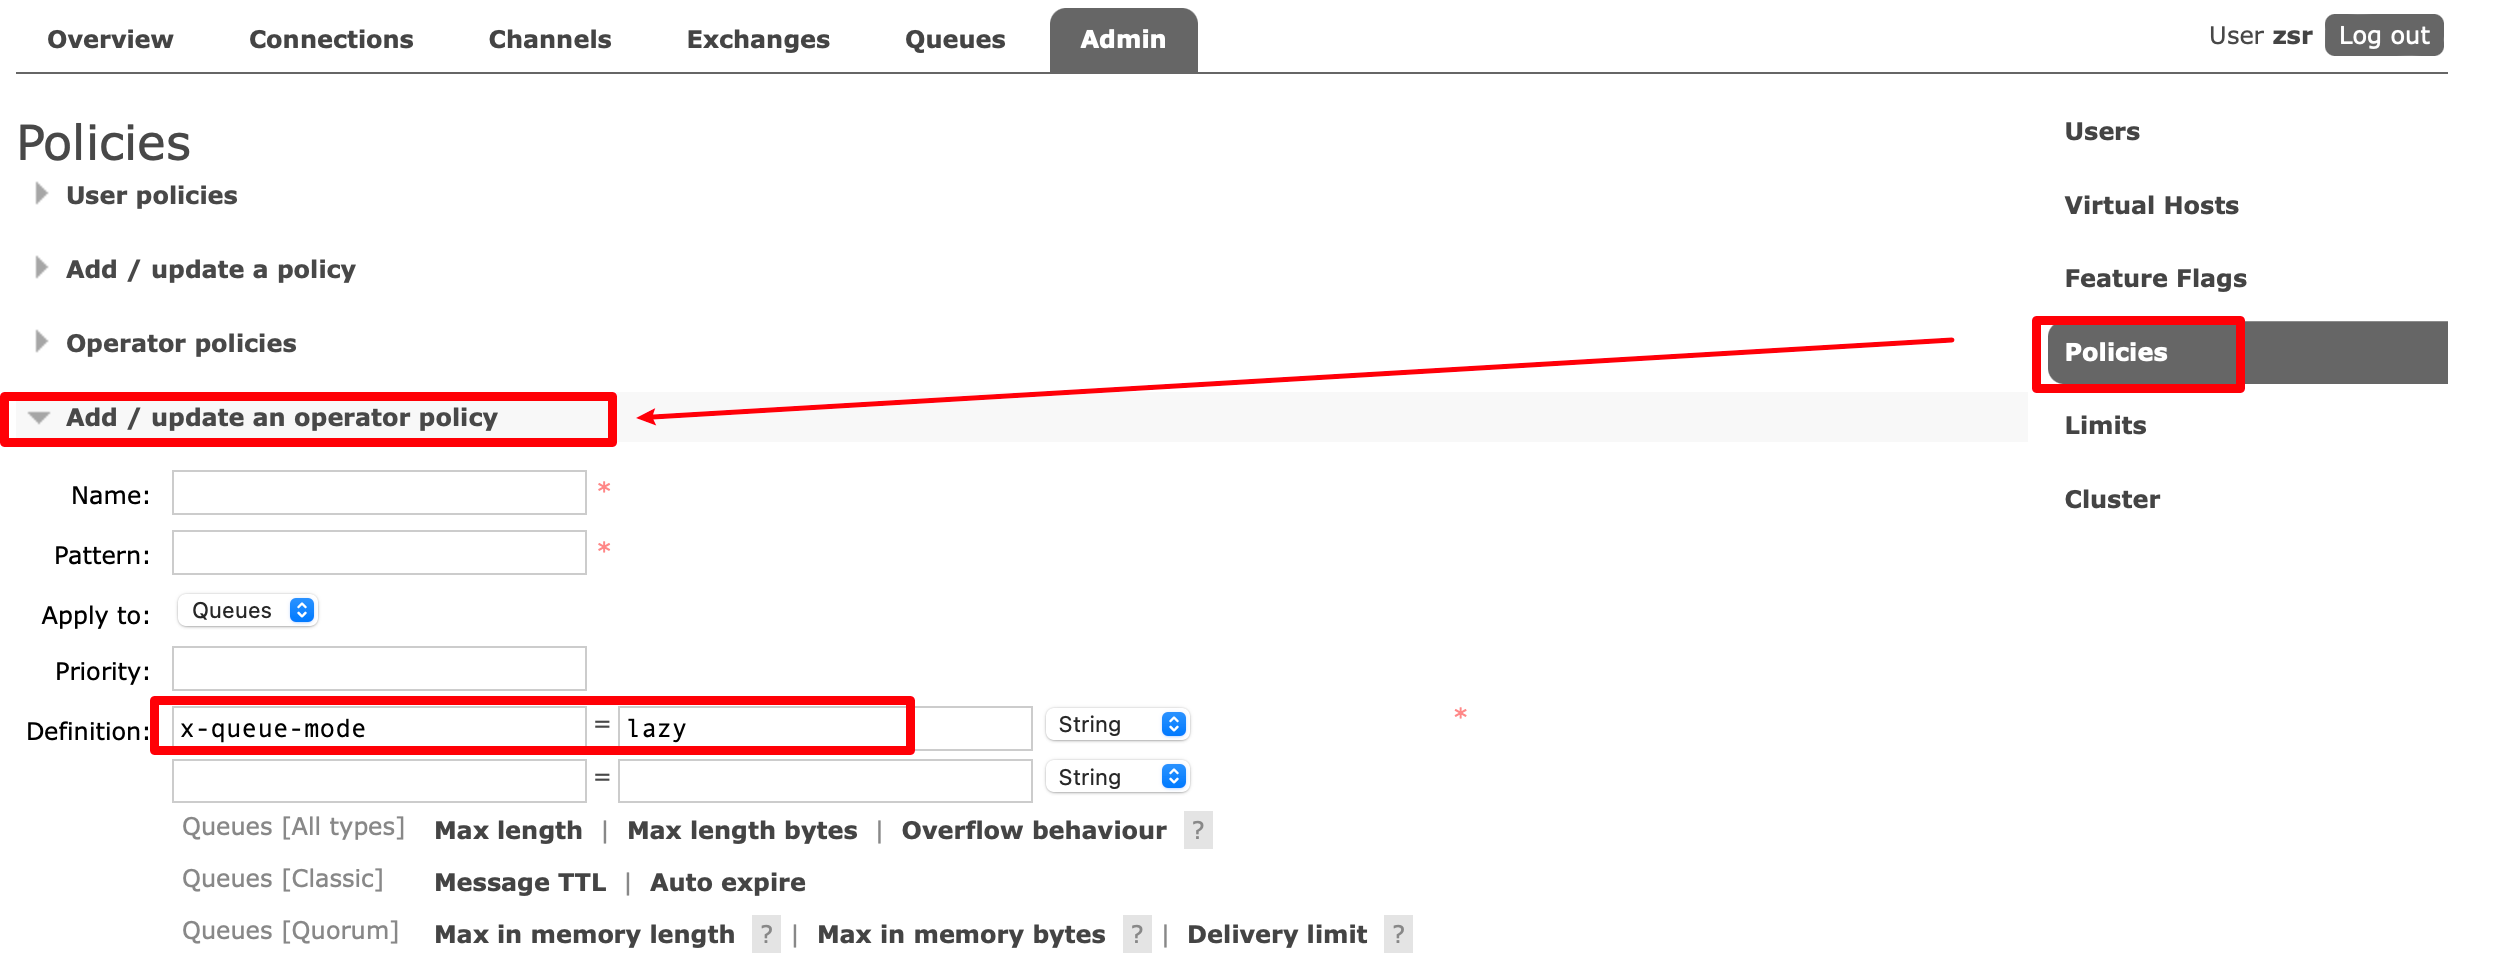 Overview Connections Channels Exchanges Queues Admin User zsr Log out
Policies
User policies
Add / update a policy
Operator policies
Add / update an operator policy
Name: *
Pattern: *
Apply to: Queues
Priority:
Definition: x-queue-mode = lazy String *
= String
Queues [All types] Max length | Max length bytes | Overflow behaviour ?
Queues [Classic] Message TTL | Auto expire
Queues [Quorum] Max in memory length ? | Max in memory bytes ? | Delivery limit ?
Users
Virtual Hosts
Feature Flags
Policies
Limits
Cluster